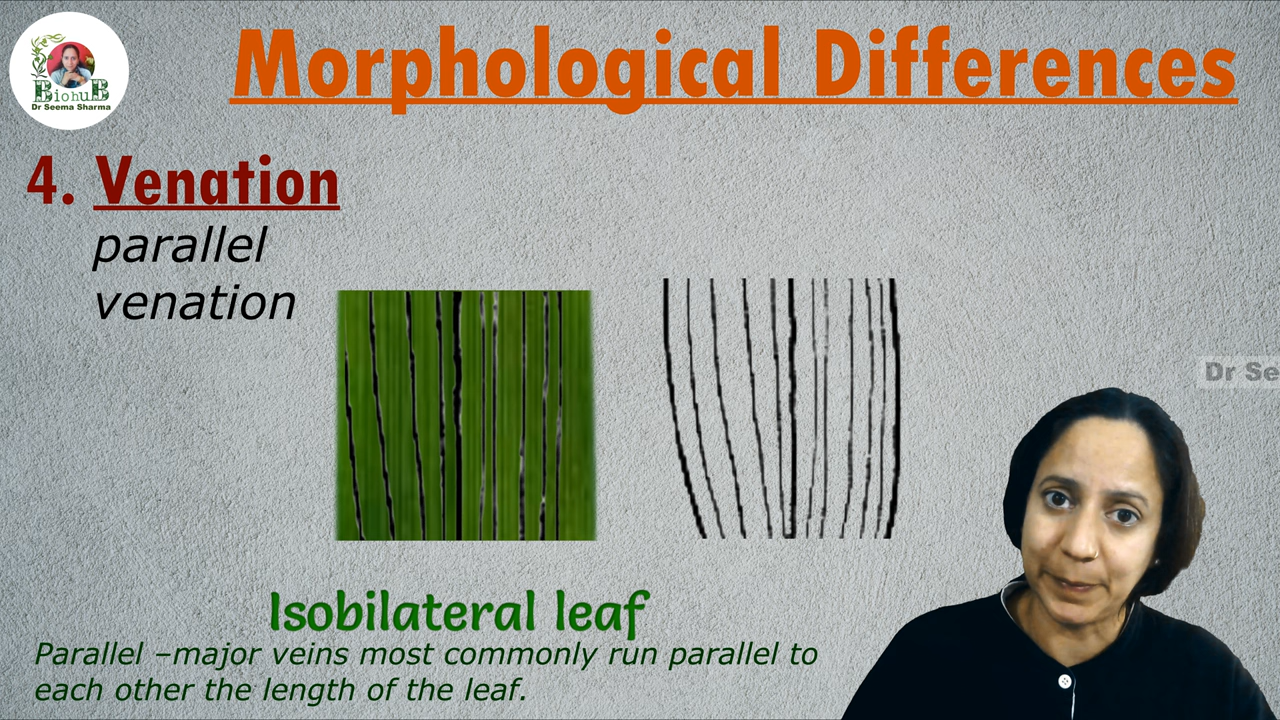 BiohuB
Dr Seema Sharma
Morphological Differences
4. Venation
parallel
venation
Dr Se
Isobilateral leaf
Parallel –major veins most commonly run parallel to
each other the length of the leaf.